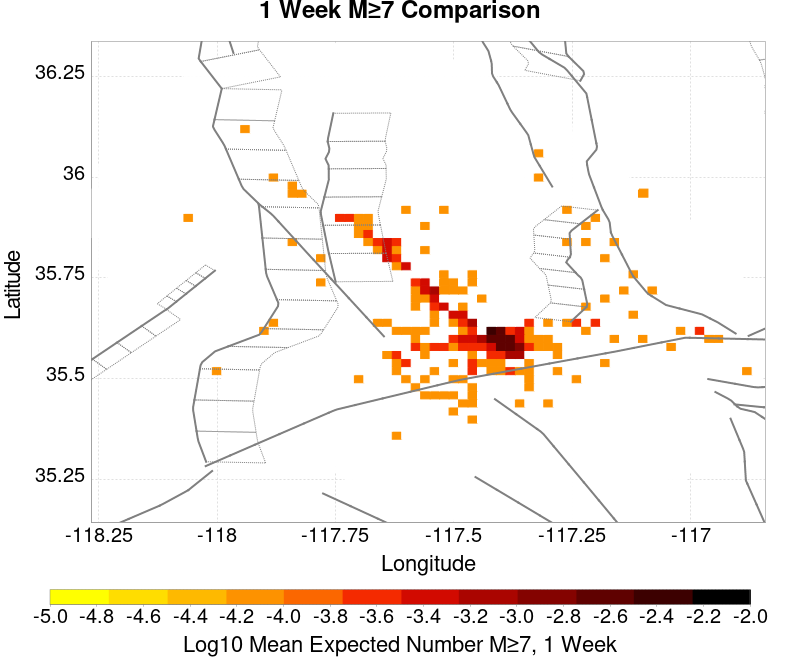 1 Week M≥7 Comparison
36.25
36
35.75
35.5
35.25
Latitude
-118.25 -118 -117.75 -117.5 -117.25 -117
Longitude
-5.0 -4.8 -4.6 -4.4 -4.2 -4.0 -3.8 -3.6 -3.4 -3.2 -3.0 -2.8 -2.6 -2.4 -2.2 -2.0
Log10 Mean Expected Number M≥7, 1 Week